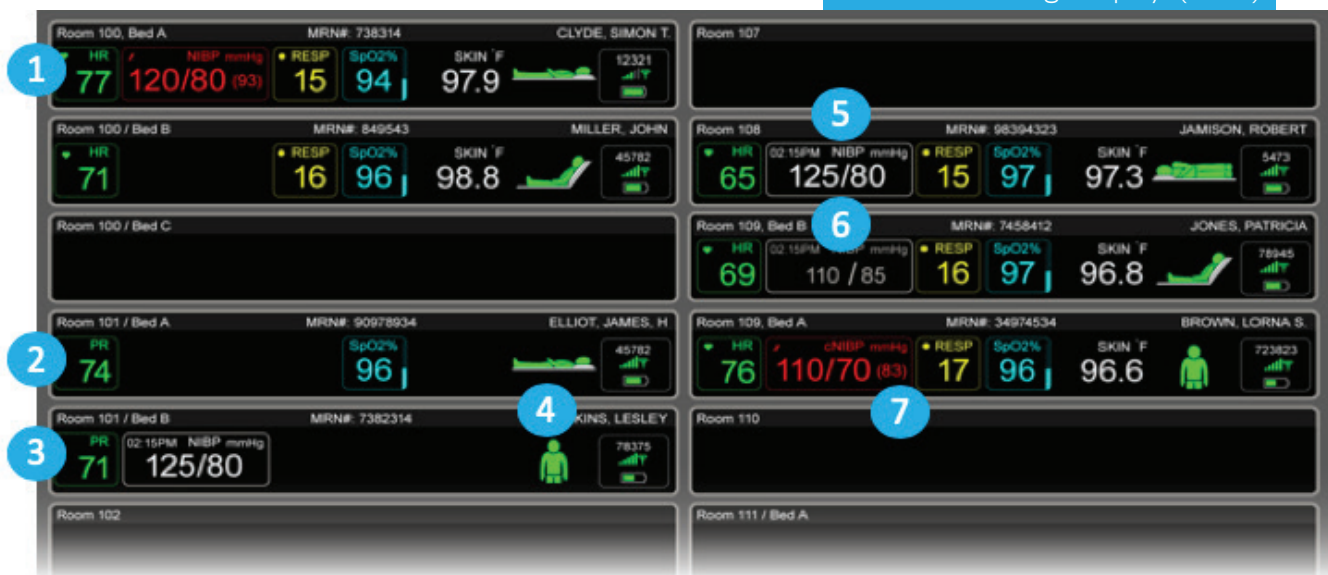 1
Room 100, Bed A MRN#: 738314 CLYDE, SIMON T.
HR NIBP mmHg RESP SpO2% SKIN °F 12321
77 120/80 (93) 15 94 97.9
Room 100 / Bed B MRN#: 849543 MILLER, JOHN
HR RESP SpO2% SKIN °F 45782
71 16 96 98.8
Room 100 / Bed C
2
Room 101 / Bed A MRN#: 90978934 ELLIOT, JAMES, H
PR SpO2% 45782
74 96
3
4
Room 101 / Bed B MRN#: 7382314 KINS, LESLEY
PR 02:15PM NIBP mmHg 78375
71 125/80
Room 102
Room 107
5
Room 108 MRN#: 98394323 JAMISON, ROBERT
HR 02:15PM NIBP mmHg RESP SpO2% SKIN °F 5473
65 125/80 15 97 97.3
6
Room 109, Bed B MRN#: 7458412 JONES, PATRICIA
HR 02:15PM NIBP mmHg RESP SpO2% SKIN °F 78945
69 110 / 85 16 97 96.8
Room 109, Bed A MRN#: 34974534 BROWN, LORNA S.
HR cNIBP mmHg RESP SpO2% SKIN °F 723823
76 110/70 (83) 17 96 96.6
7
Room 110
Room 111 / Bed A